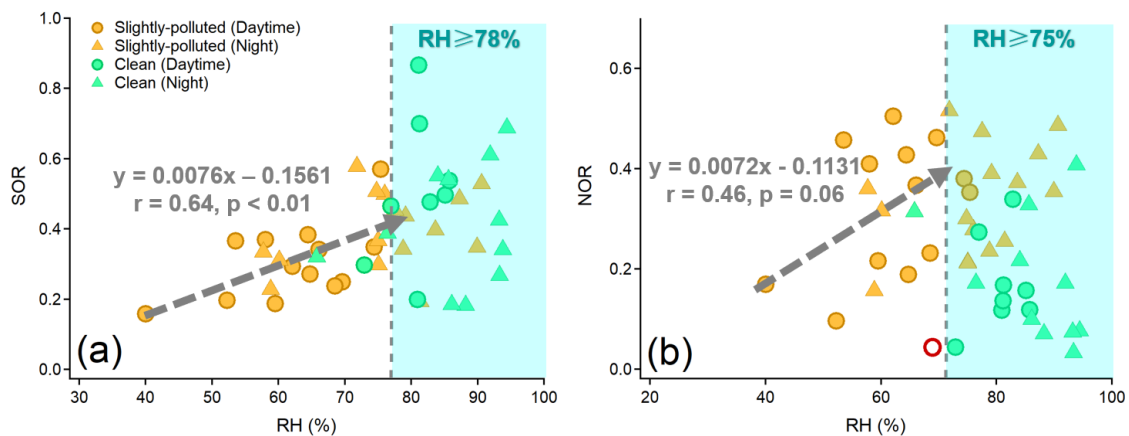 1.0
0.8
0.6
0.4
0.2
0.0
SOR
Slightly-polluted (Daytime)
Slightly-polluted (Night)
Clean (Daytime)
Clean (Night)
RH≥78%
y = 0.0076x – 0.1561
r = 0.64, p < 0.01
(a)
30 40 50 60 70 80 90 100
RH (%)
0.6
0.4
0.2
0.0
NOR
RH≥75%
y = 0.0072x - 0.1131
r = 0.46, p = 0.06
(b)
20 40 60 80 100
RH (%)